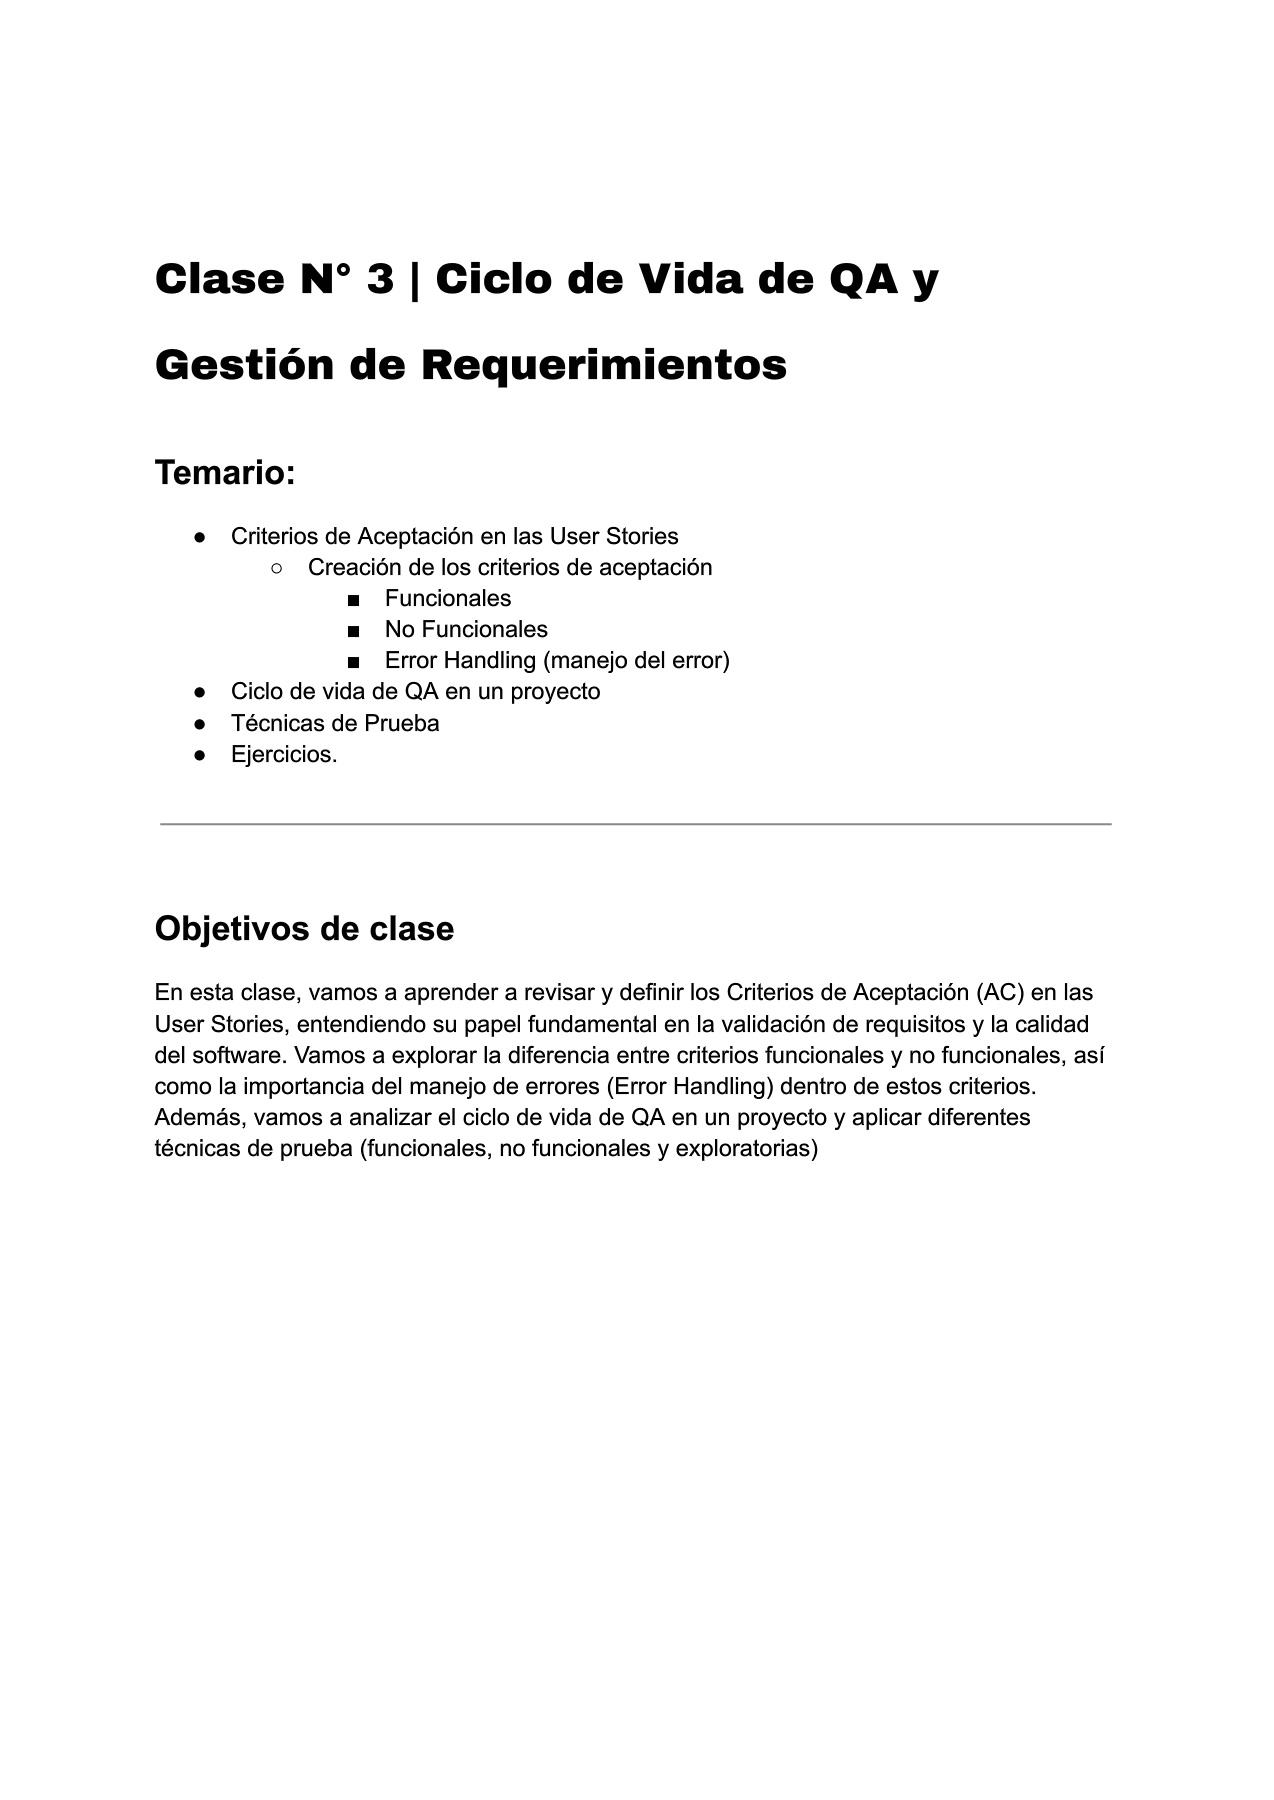 Clase N° 3 | Ciclo de Vida de QA y
Gestión de Requerimientos
Temario:
● Criterios de Aceptación en las User Stories
○ Creación de los criterios de aceptación
■ Funcionales
■ No Funcionales
■ Error Handling (manejo del error)
● Ciclo de vida de QA en un proyecto
● Técnicas de Prueba
● Ejercicios.
Objetivos de clase
En esta clase, vamos a aprender a revisar y definir los Criterios de Aceptación (AC) en las
User Stories, entendiendo su papel fundamental en la validación de requisitos y la calidad
del software. Vamos a explorar la diferencia entre criterios funcionales y no funcionales, así
como la importancia del manejo de errores (Error Handling) dentro de estos criterios.
Además, vamos a analizar el ciclo de vida de QA en un proyecto y aplicar diferentes
técnicas de prueba (funcionales, no funcionales y exploratorias)